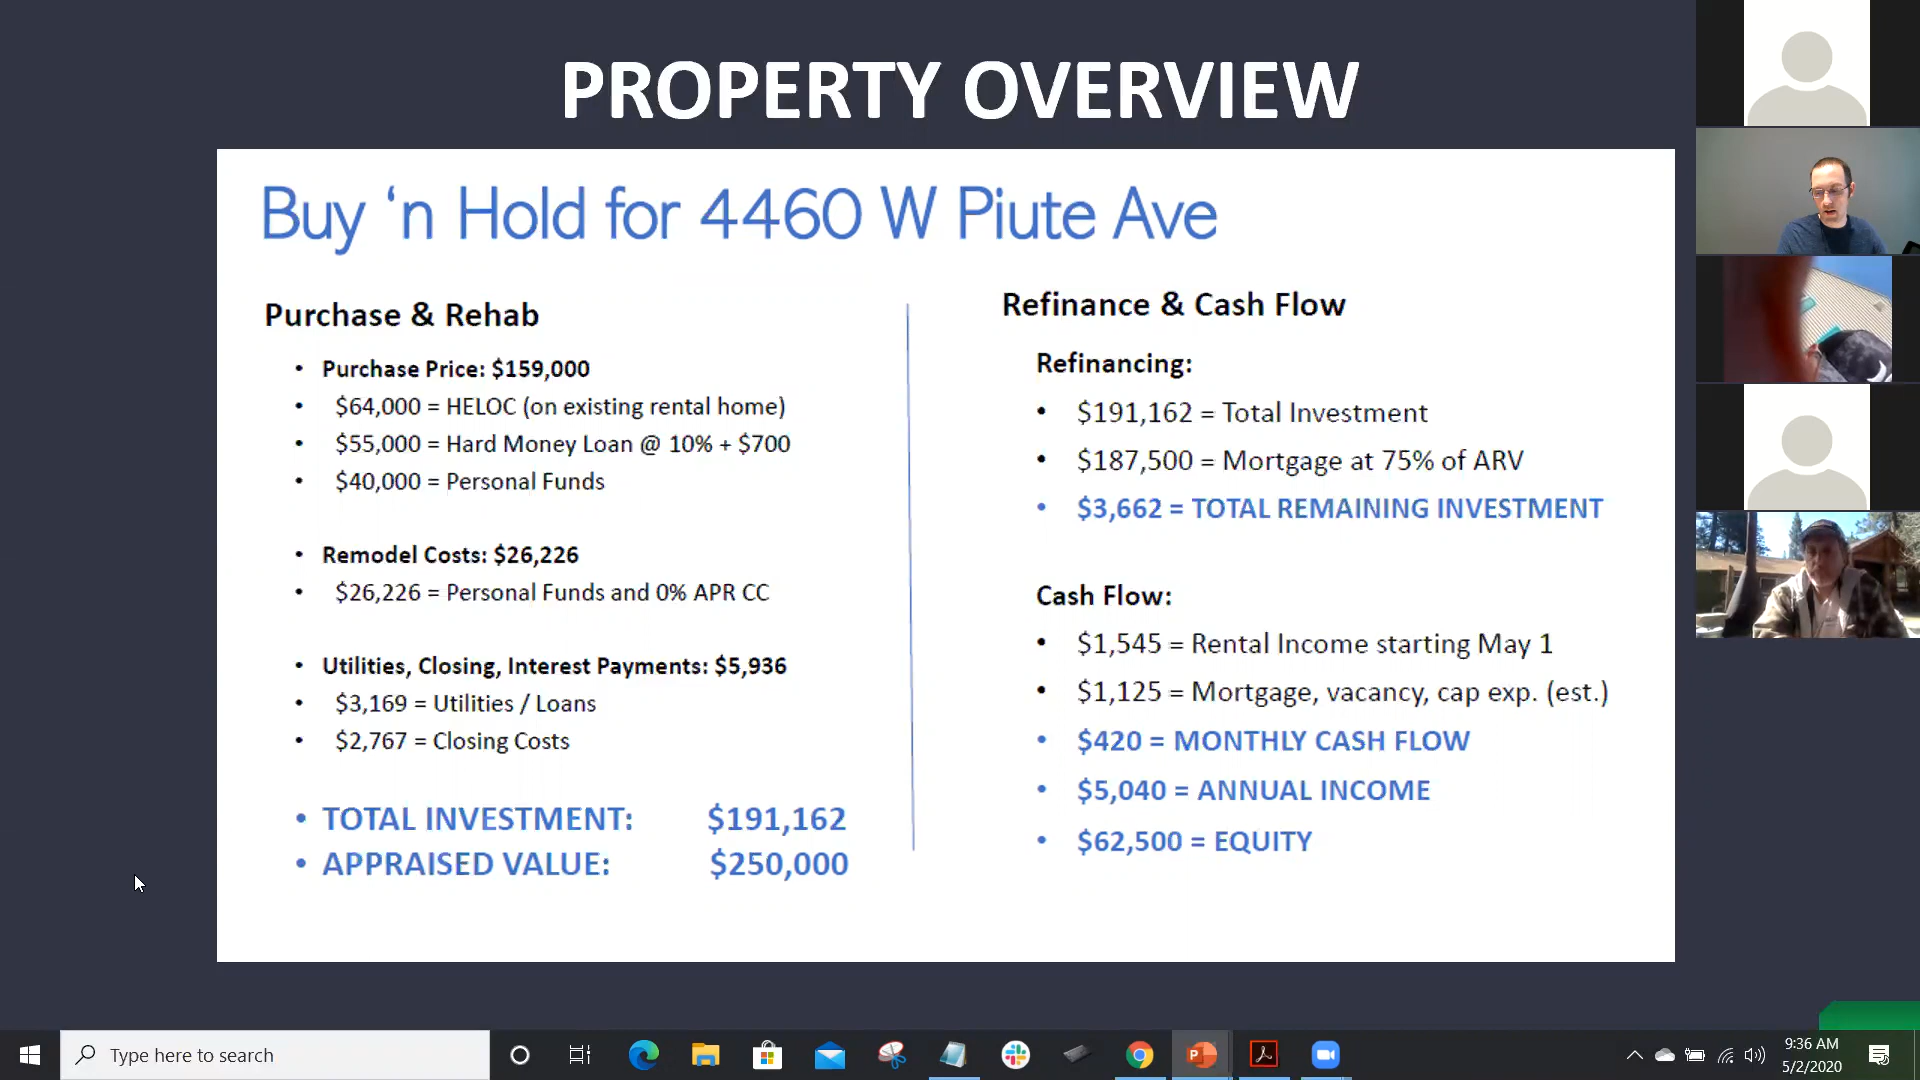 PROPERTY OVERVIEW
Buy ‘n Hold for 4460 W Piute Ave
Purchase & Rehab
• Purchase Price: $159,000
• $64,000 = HELOC (on existing rental home)
• $55,000 = Hard Money Loan @ 10% + $700
• $40,000 = Personal Funds
• Remodel Costs: $26,226
• $26,226 = Personal Funds and 0% APR CC
• Utilities, Closing, Interest Payments: $5,936
• $3,169 = Utilities / Loans
• $2,767 = Closing Costs
• TOTAL INVESTMENT: $191,162
• APPRAISED VALUE: $250,000
Refinance & Cash Flow
Refinancing:
• $191,162 = Total Investment
• $187,500 = Mortgage at 75% of ARV
• $3,662 = TOTAL REMAINING INVESTMENT
Cash Flow:
• $1,545 = Rental Income starting May 1
• $1,125 = Mortgage, vacancy, cap exp. (est.)
• $420 = MONTHLY CASH FLOW
• $5,040 = ANNUAL INCOME
• $62,500 = EQUITY
Type here to search
9:36 AM
5/2/2020